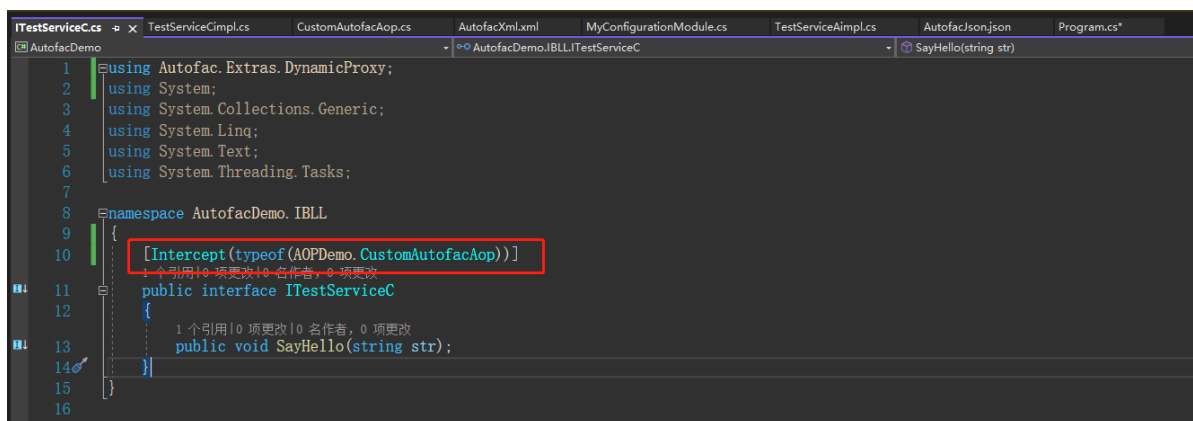 ITestServiceC.cs TestServiceCimpl.cs CustomAutofacAop.cs AutofacXml.xml MyConfigurationModule.cs TestServiceAimpl.cs AutofacJson.json Program.cs*
C# AutofacDemo AutofacDemo.IBLL.ITestServiceC SayHello(string str)
1 using Autofac.Extras.DynamicProxy;
2 using System;
3 using System.Collections.Generic;
4 using System.Linq;
5 using System.Text;
6 using System.Threading.Tasks;
7
8 namespace AutofacDemo.IBLL
9 {
10 [Intercept(typeof(AOPDemo.CustomAutofacAop))]
1 个引用|0 项更改|0 名作者, 0 项更改
11 public interface ITestServiceC
12 {
1 个引用|0 项更改|0 名作者, 0 项更改
13 public void SayHello(string str);
14 }
15 }
16